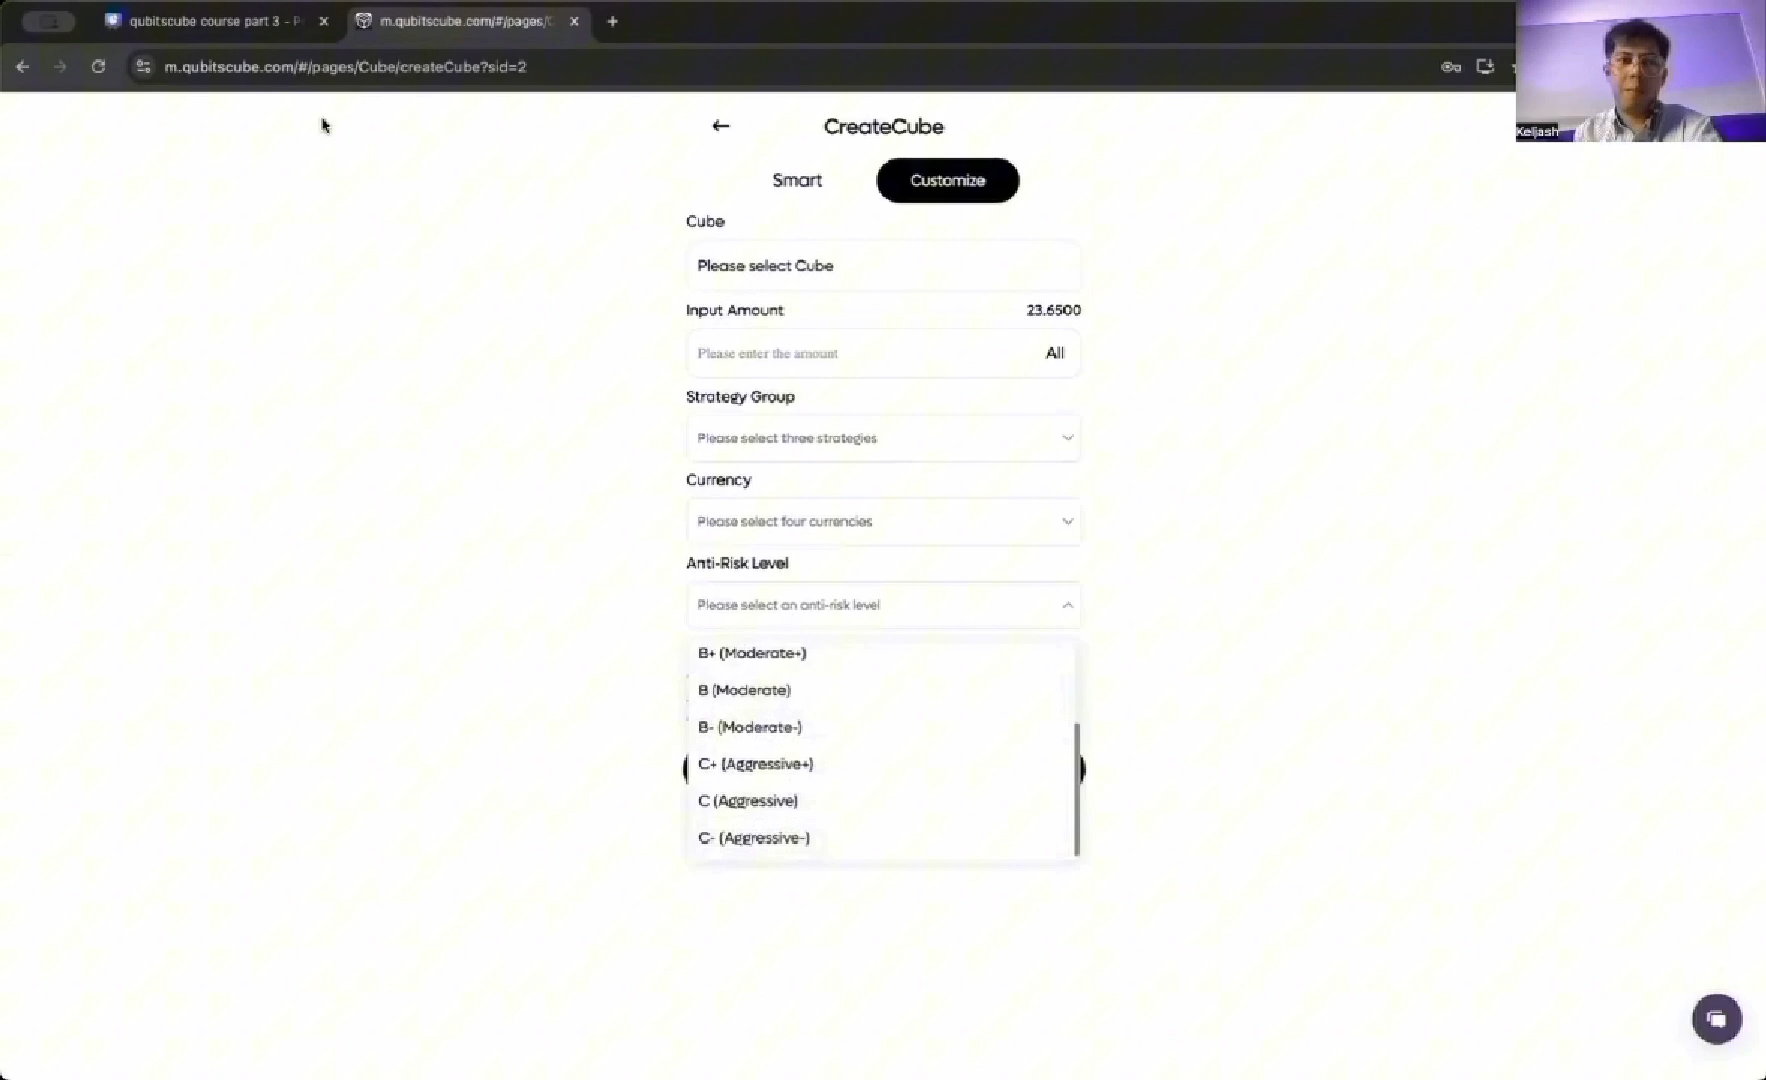 qubitscube course part 3 - P
m.qubitscube.com/#/pages/C
m.qubitscube.com/#/pages/Cube/createCube?sid=2
Keljash
CreateCube
Smart
Customize
Cube
Please select Cube
Input Amount
23.6500
Please enter the amount
All
Strategy Group
Please select three strategies
Currency
Please select four currencies
Anti-Risk Level
Please select an anti-risk level
B+ (Moderate+)
B (Moderate)
B- (Moderate-)
C+ (Aggressive+)
C (Aggressive)
C- (Aggressive-)